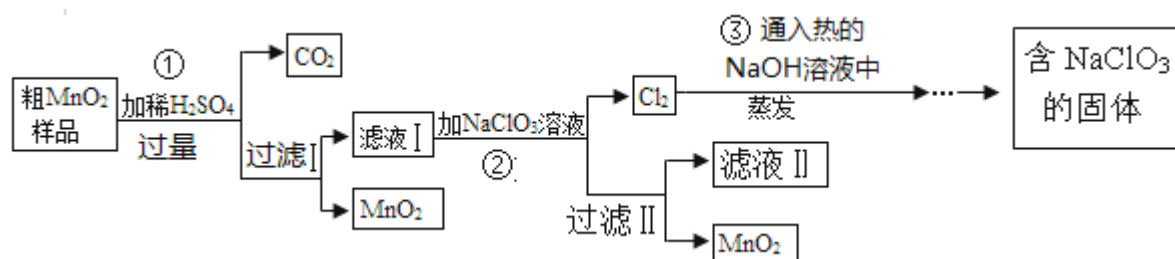 粗MnO₂
样品
①
加稀H₂SO₄
过量
CO₂
过滤Ⅰ
滤液Ⅰ
MnO₂
加NaClO₃溶液
②
Cl₂
过滤Ⅱ
滤液Ⅱ
MnO₂
③ 通入热的
NaOH溶液中
蒸发
···
含 NaClO₃
的固体